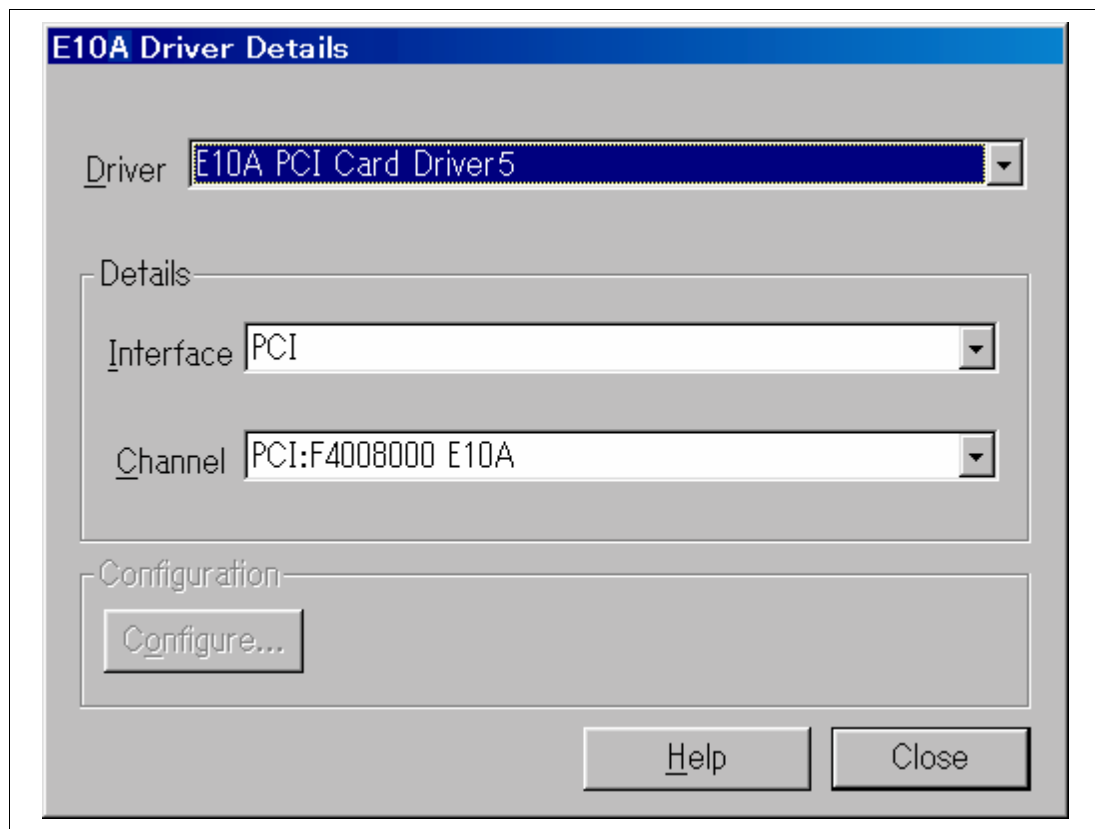 E10A Driver Details
Driver E10A PCI Card Driver5
Details
Interface PCI
Channel PCI:F4008000 E10A
Configuration
Configure...
Help Close